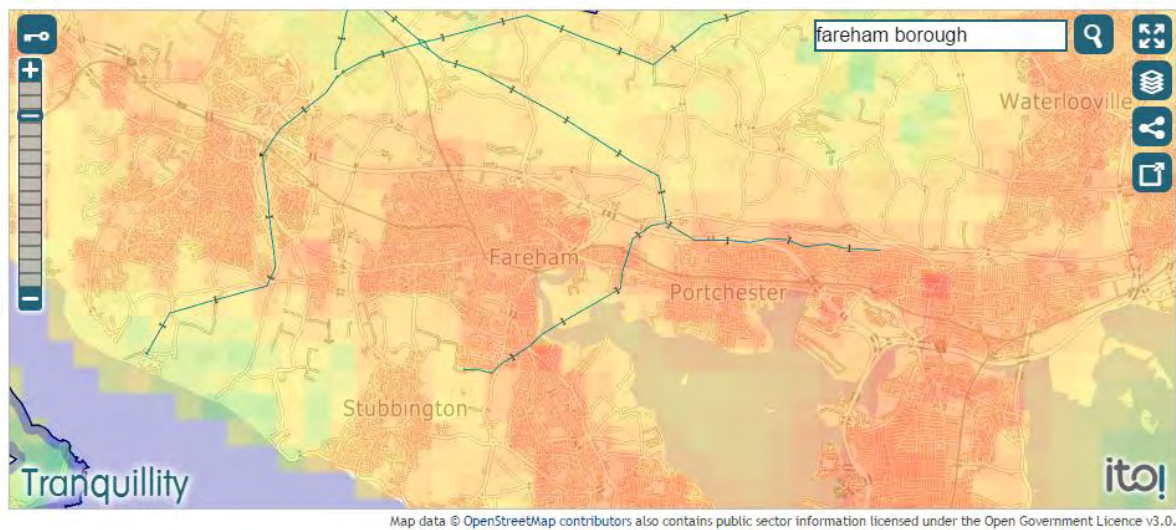 fareham borough
Waterlooville
Fareham
Portchester
Stubbington
Tranquillity
ito!
Map data © OpenStreetMap contributors also contains public sector information licensed under the Open Government Licence v3.0